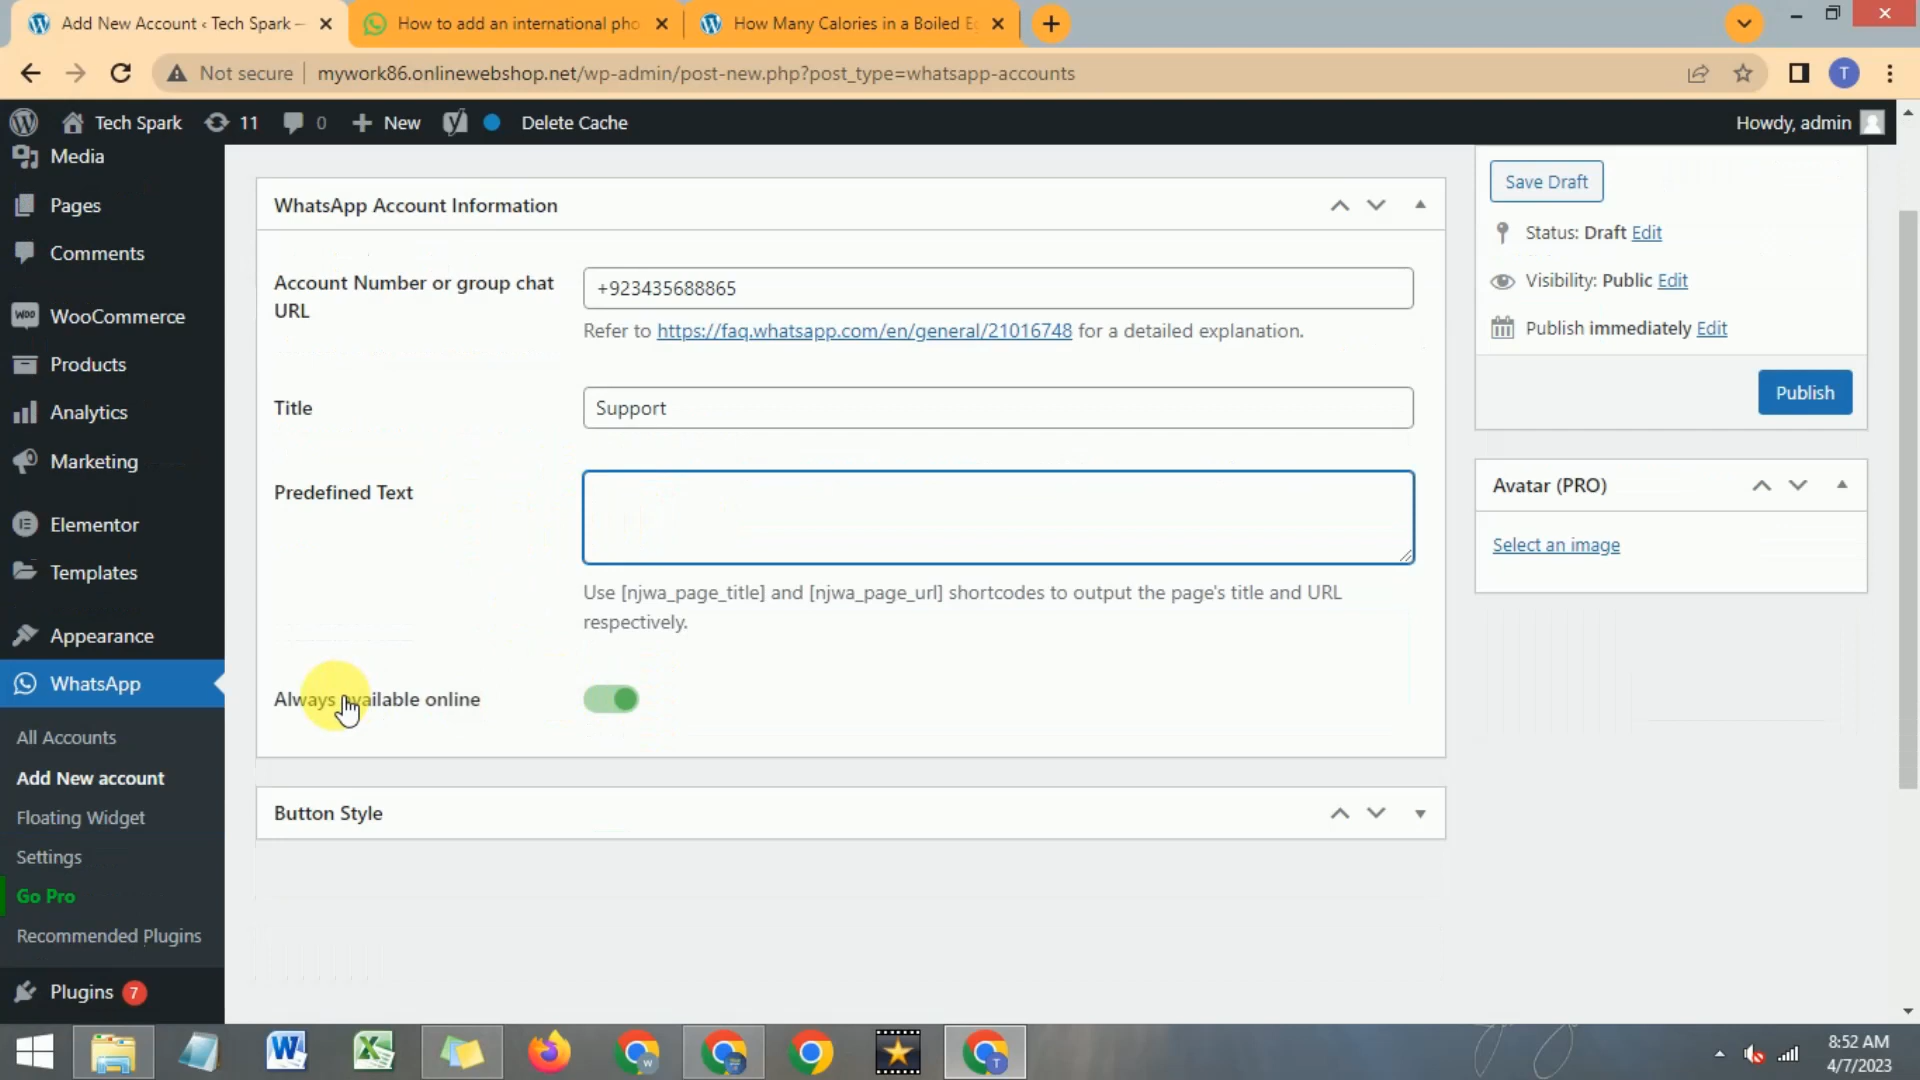 Add New Account ‹ Tech Spark —
How to add an international pho
How Many Calories in a Boiled E
Not secure
mywork86.onlinewebshop.net/wp-admin/post-new.php?post_type=whatsapp-accounts
T
Tech Spark
11
0
New
Delete Cache
Howdy, admin
Media
Pages
Comments
WooCommerce
Products
Analytics
Marketing
Elementor
Templates
Appearance
WhatsApp
All Accounts
Add New account
Floating Widget
Settings
Go Pro
Recommended Plugins
Plugins 7
WhatsApp Account Information
Account Number or group chat
URL
+923435688865
Refer to https://faq.whatsapp.com/en/general/21016748 for a detailed explanation.
Title
Support
Predefined Text
Use [njwa_page_title] and [njwa_page_url] shortcodes to output the page's title and URL
respectively.
Always available online
Button Style
Save Draft
Status: Draft Edit
Visibility: Public Edit
Publish immediately Edit
Publish
Avatar (PRO)
Select an image
8:52 AM
4/7/2023